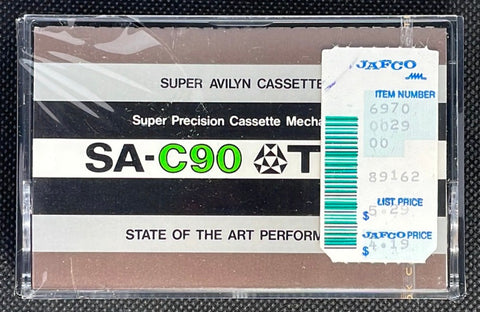 SUPER AVILYN CASSETTE
Super Precision Cassette Mecha
SA-C90 T
STATE OF THE ART PERFORM
JAFCO
ITEM NUMBER
6970
0029
00
89162
LIST PRICE
$ 5.29
JAFCO PRICE
$ 4.19